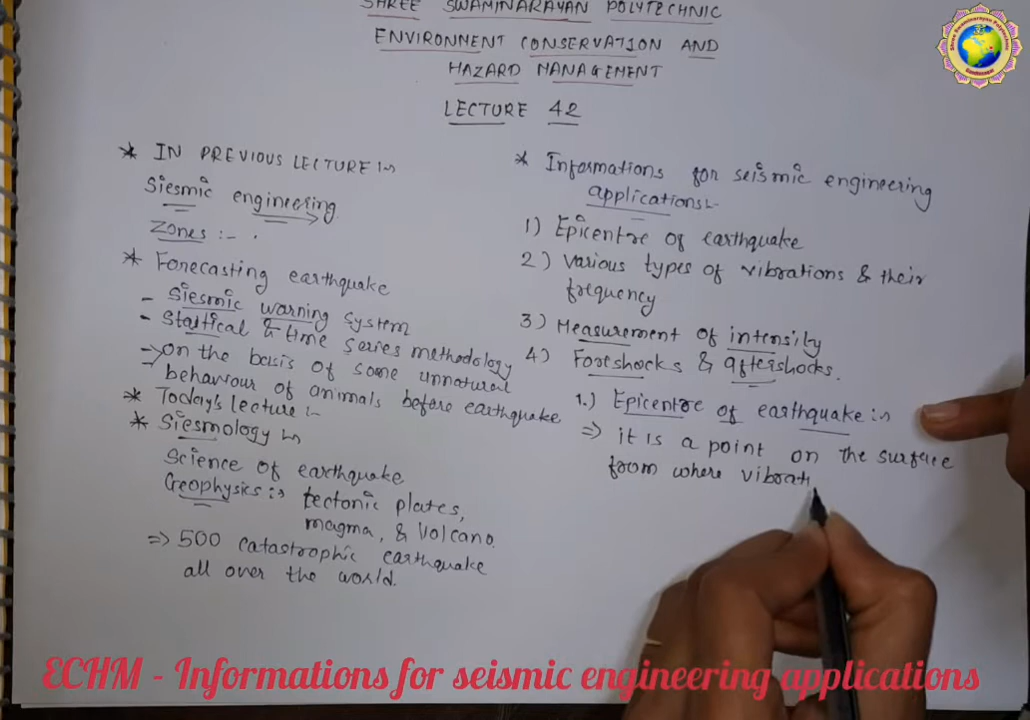 SHREE SWAMINARAYAN POLYTECHNIC
ENVIRONMENT CONSERVATION AND
HAZARD MANAGEMENT
LECTURE 42
* IN PREVIOUS LECTURE :-
Siesmic engineering
Zones :- .
* Forecasting earthquake
- Siesmic warning system
- Stastical & time series methodology
=> on the basis of some unnatural
behaviour of animals before earthquake
* Today's lecture :-
* Siesmology :-
Science of earthquake
Geophysics :- tectonic plates,
magma, & Volcano.
=> 500 catastrophic earthquake
all over the world.
* Informations for seismic engineering
applications :-
1) Epicentre of earthquake
2) Various types of vibrations & their
frequency
3) Measurement of intensity
4) Foreshocks & aftershocks.
1.) Epicentre of earthquake :-
=> it is a point on the surface
from where vibrati
ECHM - Informations for seismic engineering applications